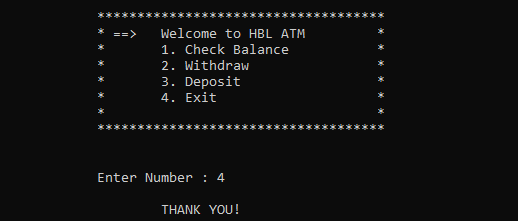 ************************************
* ==>   Welcome to HBL ATM         *
*       1. Check Balance           *
*       2. Withdraw                *
*       3. Deposit                 *
*       4. Exit                    *
*                                  *
************************************
Enter Number : 4
THANK YOU!